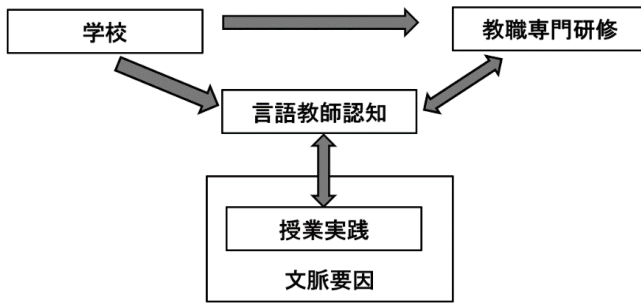 学校
教職専門研修
言語教師認知
授業実践
文脈要因